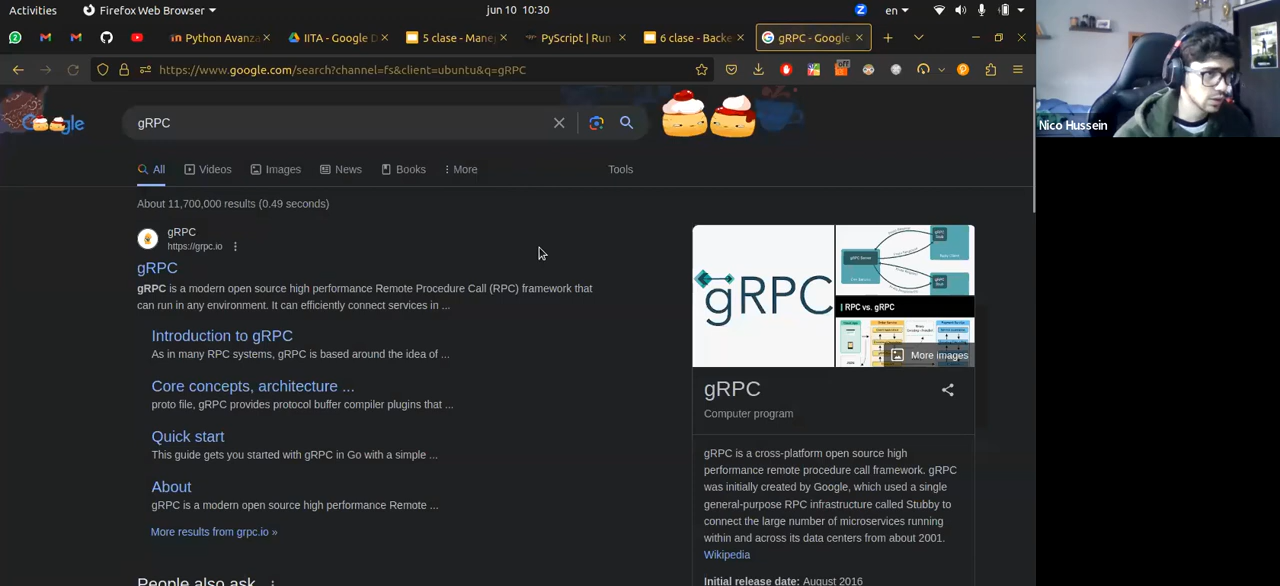 Activities
Firefox Web Browser
jun 10 10:30
en
Python Avanza
IITA - Google D
5 clase - Mane
PyScript | Run
6 clase - Backe
gRPC - Google
https://www.google.com/search?channel=fs&client=ubuntu&q=gRPC
off
gRPC
All
Videos
Images
News
Books
More
Tools
About 11,700,000 results (0.49 seconds)
gRPC
https://grpc.io
gRPC
gRPC is a modern open source high performance Remote Procedure Call (RPC) framework that
can run in any environment. It can efficiently connect services in ...
Introduction to gRPC
As in many RPC systems, gRPC is based around the idea of ...
Core concepts, architecture ...
proto file, gRPC provides protocol buffer compiler plugins that ...
Quick start
This guide gets you started with gRPC in Go with a simple ...
About
gRPC is a modern open source high performance Remote ...
More results from grpc.io »
People also ask
gRPC
RPC vs. gRPC
More images
gRPC
Computer program
gRPC is a cross-platform open source high
performance remote procedure call framework. gRPC
was initially created by Google, which used a single
general-purpose RPC infrastructure called Stubby to
connect the large number of microservices running
within and across its data centers from about 2001.
Wikipedia
Initial release date: August 2016
Nico Hussein